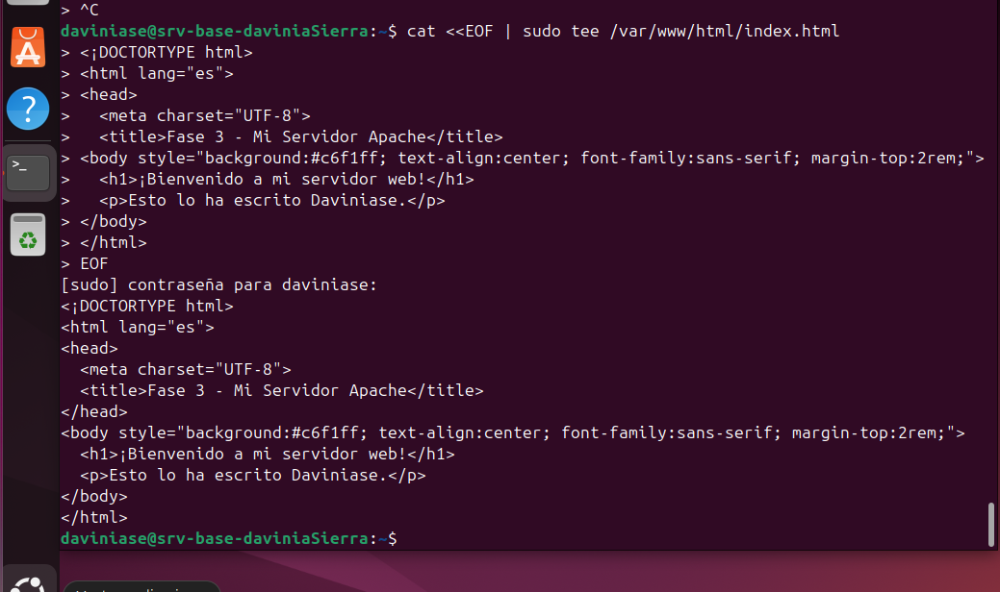 > ^C
daviniase@srv-base-daviniaSierra:~$ cat <<EOF | sudo tee /var/www/html/index.html
> <¡DOCTORTYPE html>
> <html lang="es">
> <head>
>   <meta charset="UTF-8">
>   <title>Fase 3 - Mi Servidor Apache</title>
> <body style="background:#c6f1ff; text-align:center; font-family:sans-serif; margin-top:2rem;">
>   <h1>¡Bienvenido a mi servidor web!</h1>
>   <p>Esto lo ha escrito Daviniase.</p>
> </body>
> </html>
> EOF
[sudo] contraseña para daviniase:
<¡DOCTORTYPE html>
<html lang="es">
<head>
  <meta charset="UTF-8">
  <title>Fase 3 - Mi Servidor Apache</title>
</head>
<body style="background:#c6f1ff; text-align:center; font-family:sans-serif; margin-top:2rem;">
  <h1>¡Bienvenido a mi servidor web!</h1>
  <p>Esto lo ha escrito Daviniase.</p>
</body>
</html>
daviniase@srv-base-daviniaSierra:~$